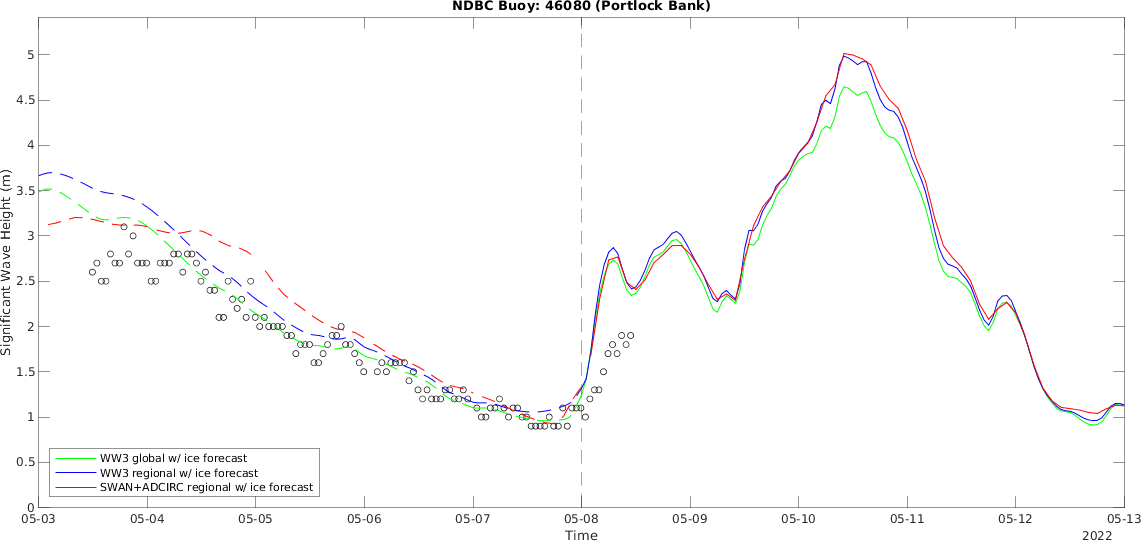 NDBC Buoy: 46080 (Portlock Bank)
Significant Wave Height (m)
5
4.5
4
3.5
3
2.5
2
1.5
1
0.5
0
WW3 global w/ ice forecast
WW3 regional w/ ice forecast
SWAN+ADCIRC regional w/ ice forecast
05-03 05-04 05-05 05-06 05-07 05-08 05-09 05-10 05-11 05-12 05-13
Time
2022